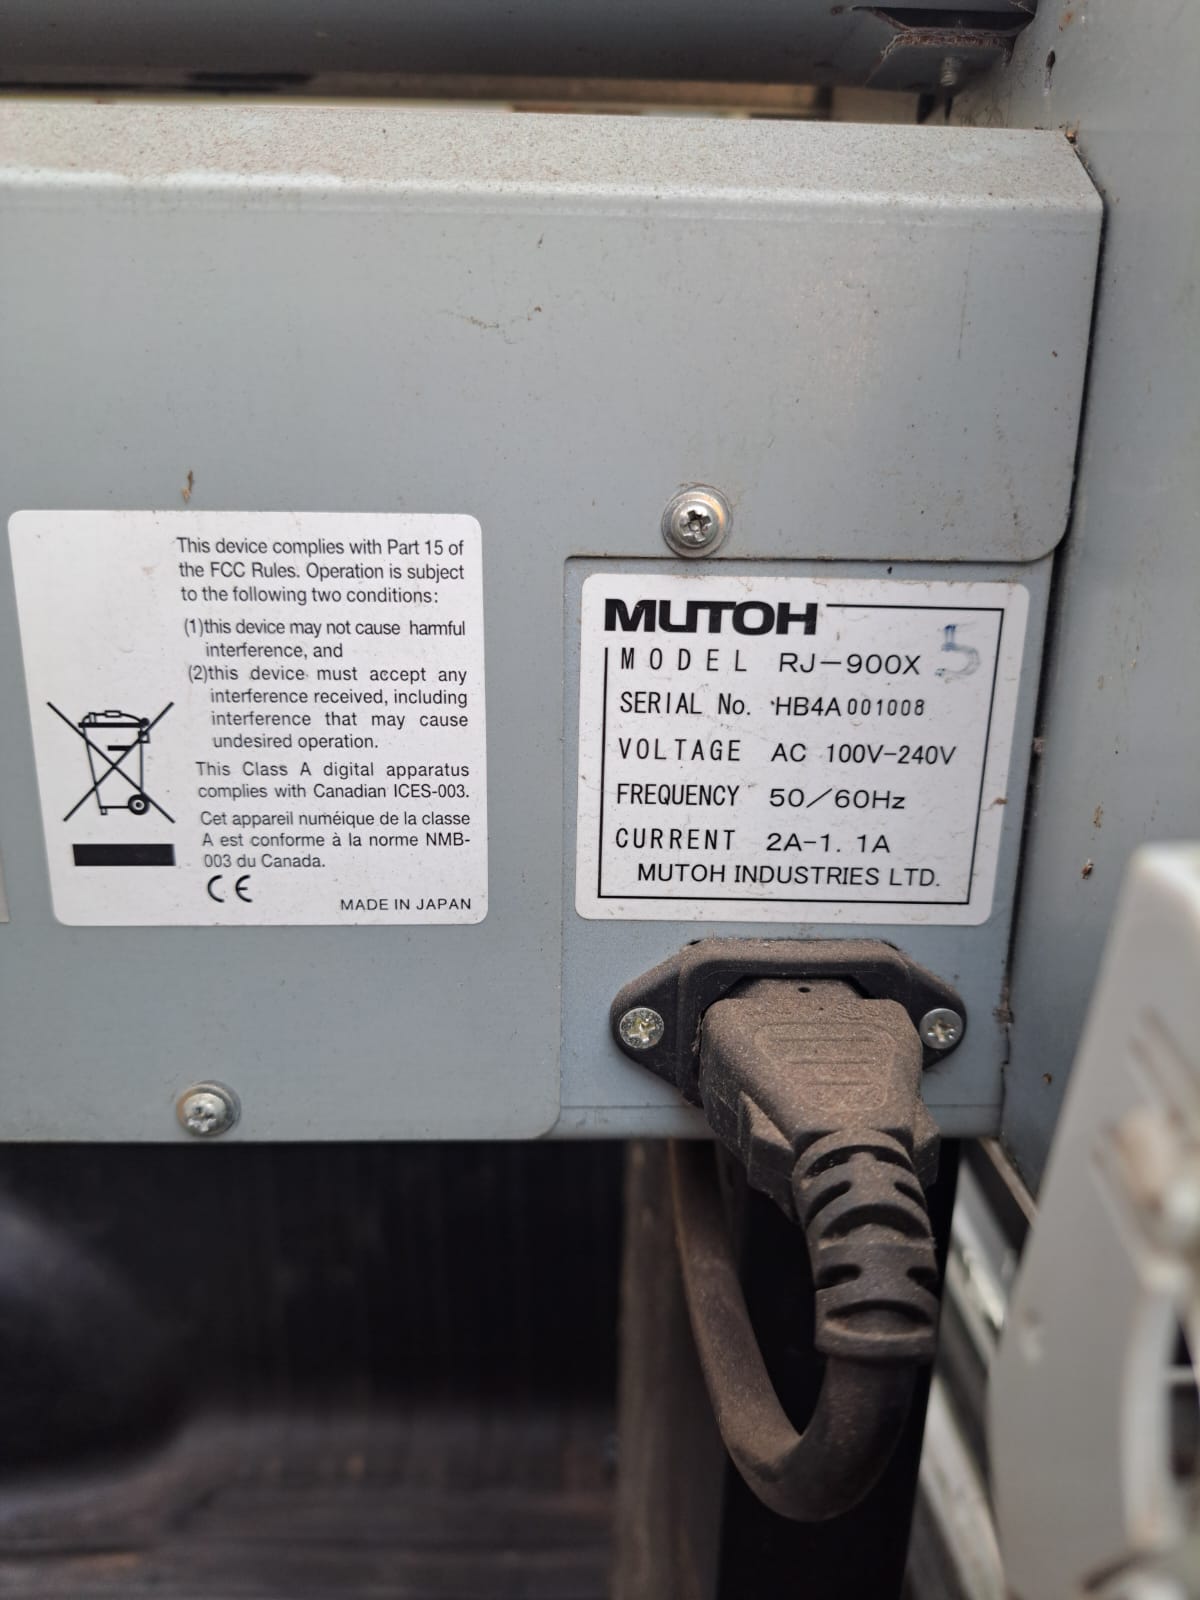 This device complies with Part 15 of
the FCC Rules. Operation is subject
to the following two conditions:
(1)this device may not cause harmful
interference, and
(2)this device must accept any
interference received, including
interference that may cause
undesired operation.
This Class A digital apparatus
complies with Canadian ICES-003.
Cet appareil numéique de la classe
A est conforme à la norme NMB-
003 du Canada.
CE
MADE IN JAPAN
MUTOH
MODEL RJ-900X 5
SERIAL No. HB4A001008
VOLTAGE AC 100V-240V
FREQUENCY 50/60Hz
CURRENT 2A-1.1A
MUTOH INDUSTRIES LTD.